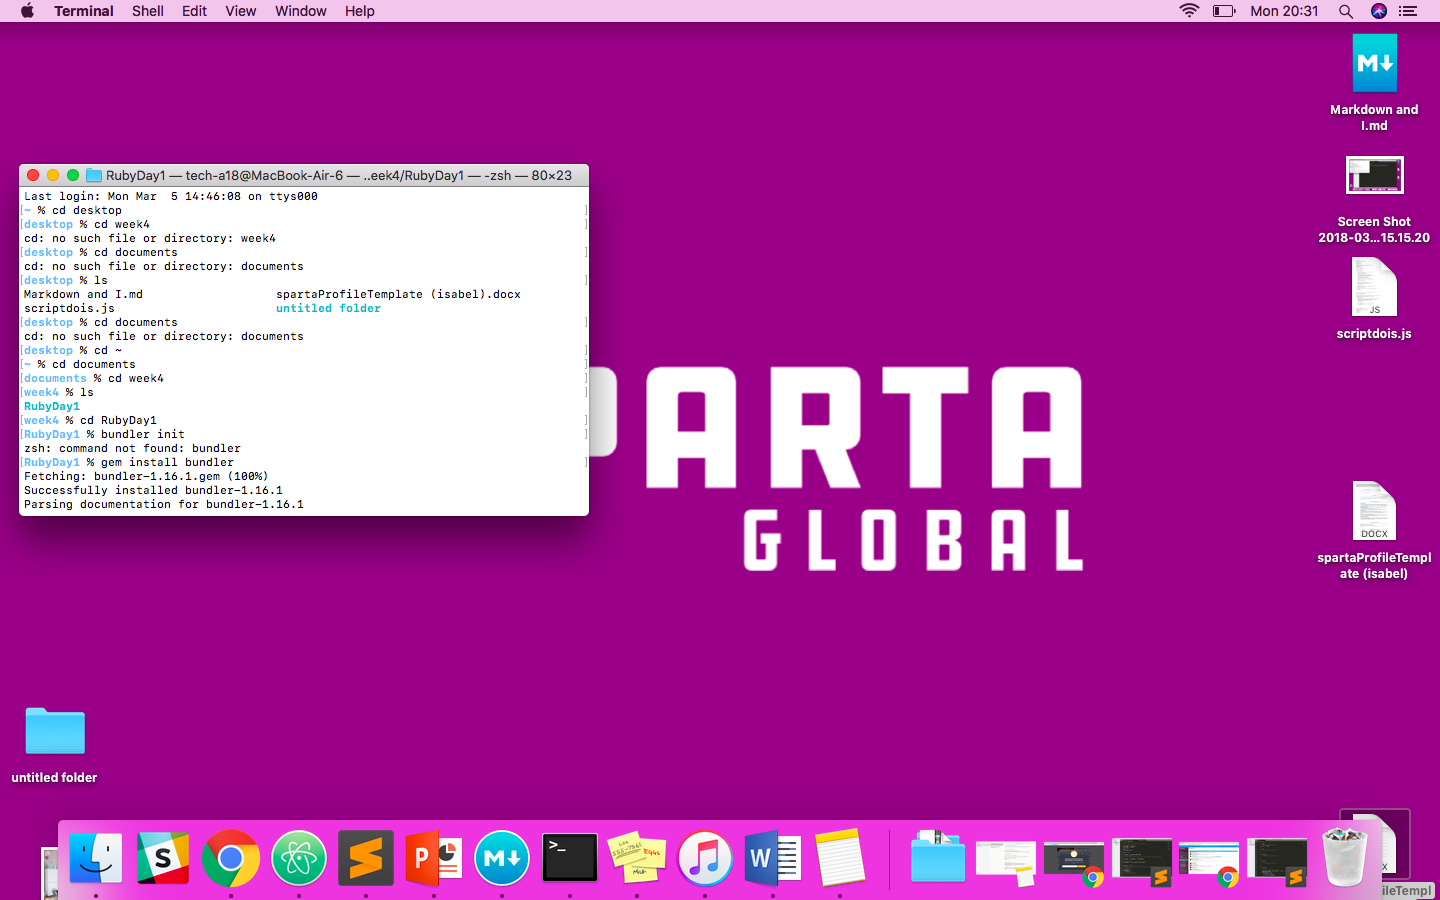 Terminal Shell Edit View Window Help Mon 20:31
RubyDay1 — tech-a18@MacBook-Air-6 — ..eek4/RubyDay1 — -zsh — 80×23
Last login: Mon Mar  5 14:46:08 on ttys000
[~ % cd desktop ]
[desktop % cd week4 ]
cd: no such file or directory: week4
[desktop % cd documents ]
cd: no such file or directory: documents
[desktop % ls ]
Markdown and I.md spartaProfileTemplate (isabel).docx
scriptdois.js untitled folder
[desktop % cd documents ]
cd: no such file or directory: documents
[desktop % cd ~ ]
[~ % cd documents ]
[documents % cd week4 ]
[week4 % ls ]
RubyDay1
[week4 % cd RubyDay1 ]
[RubyDay1 % bundler init ]
zsh: command not found: bundler
[RubyDay1 % gem install bundler ]
Fetching: bundler-1.16.1.gem (100%)
Successfully installed bundler-1.16.1
Parsing documentation for bundler-1.16.1
PARTA
GLOBAL
M
Markdown and
I.md
Screen Shot
2018-03...15.15.20
JS
scriptdois.js
DOCX
spartaProfileTempl
ate (isabel)
untitled folder
S
P
M
>_
EGGS
Milk
W
X
ileTempl